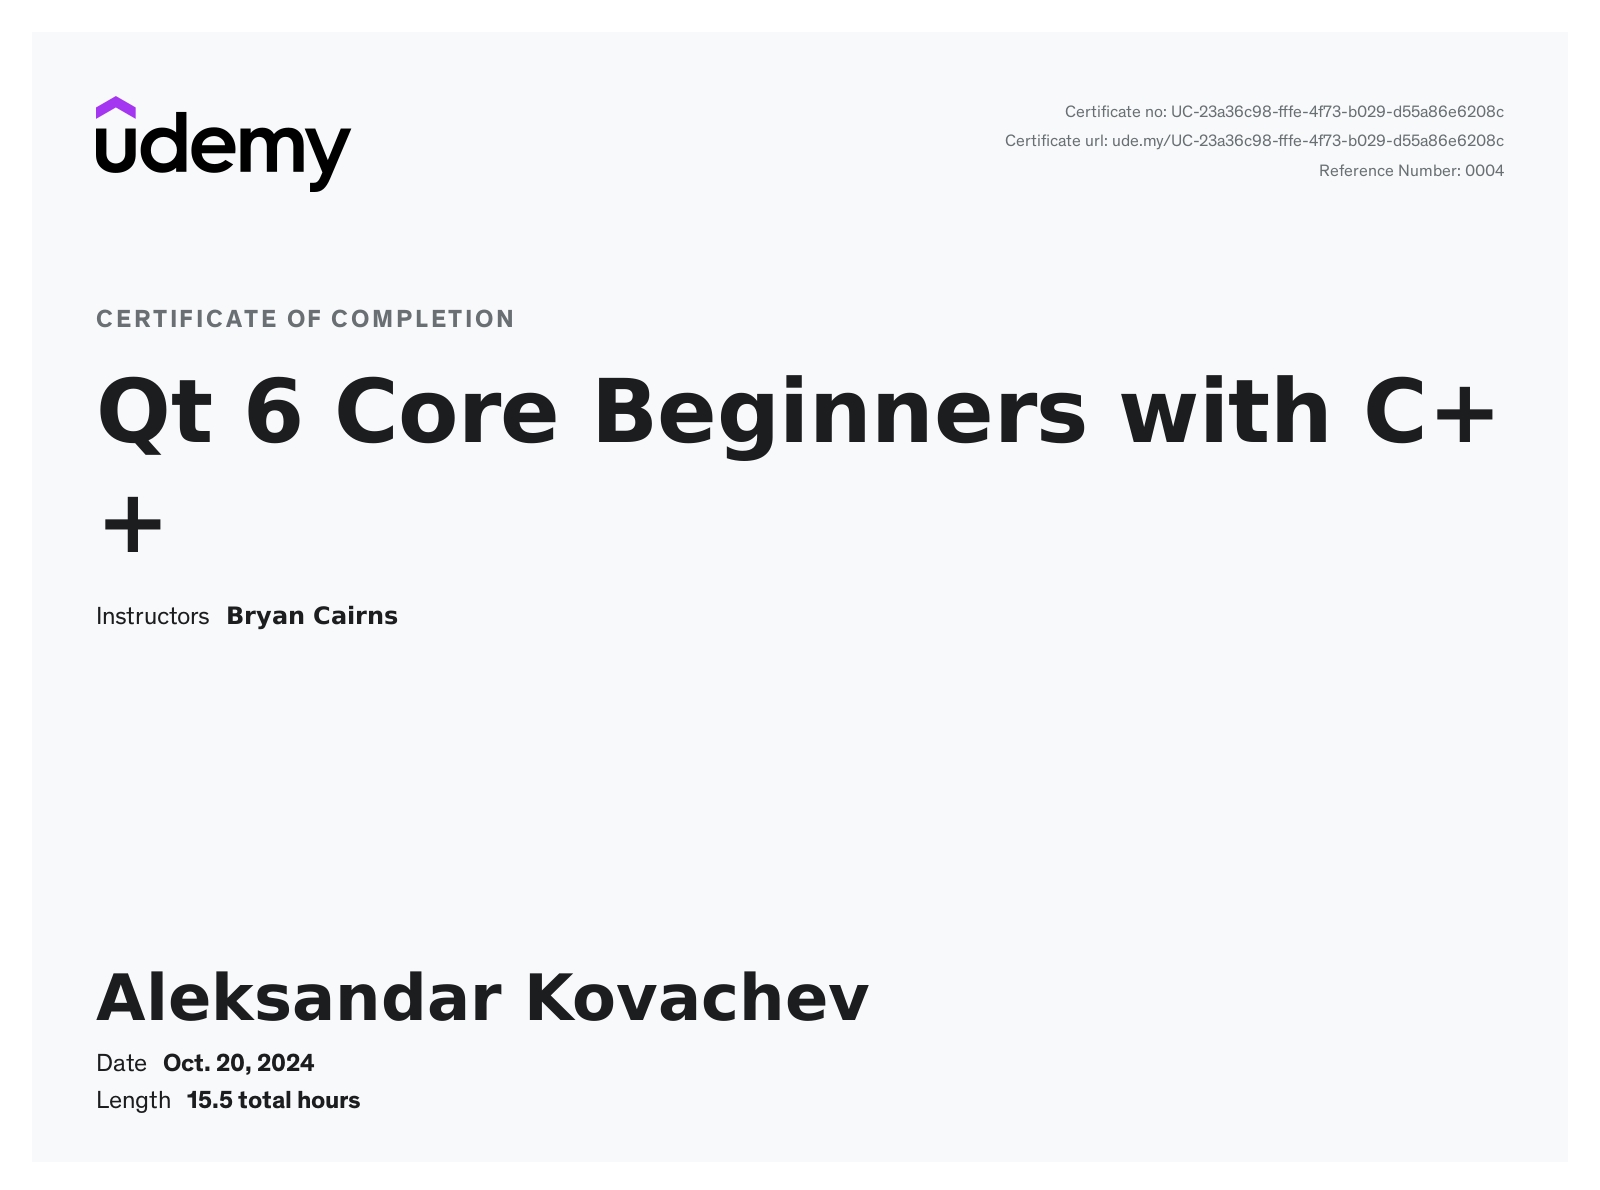 udemy
Certificate no: UC-23a36c98-fffe-4f73-b029-d55a86e6208c
Certificate url: ude.my/UC-23a36c98-fffe-4f73-b029-d55a86e6208c
Reference Number: 0004
CERTIFICATE OF COMPLETION
Qt 6 Core Beginners with C+
+
Instructors Bryan Cairns
Aleksandar Kovachev
Date Oct. 20, 2024
Length 15.5 total hours